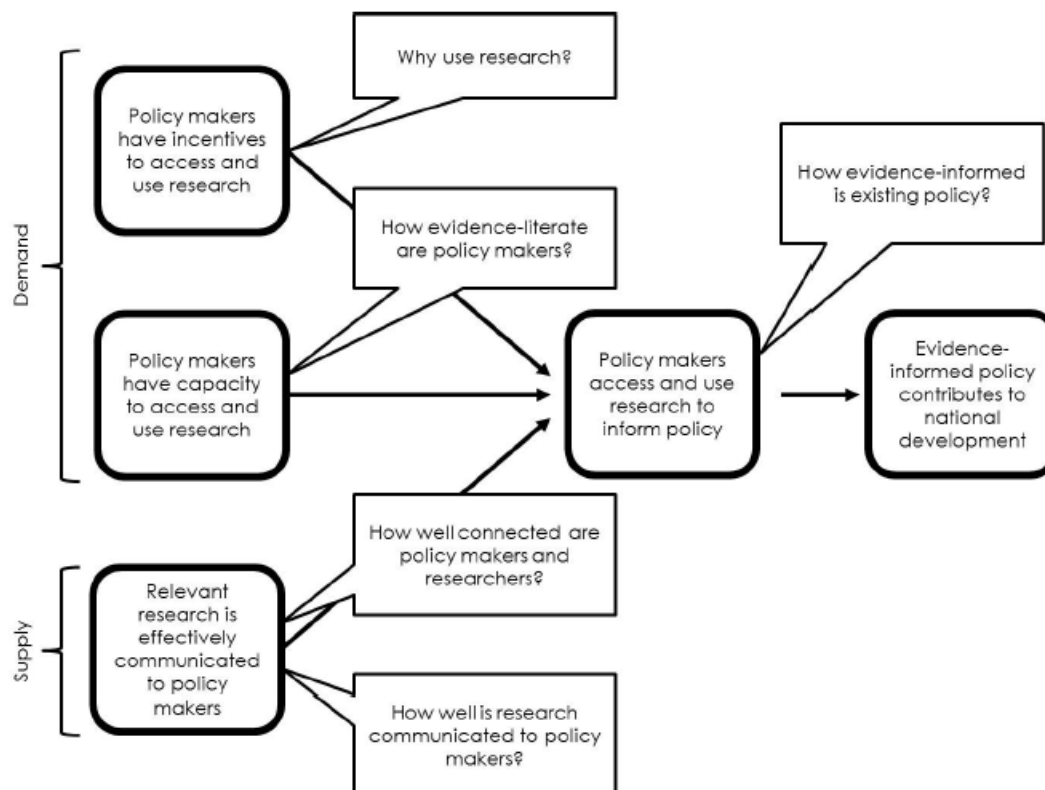 Why use research?
Policy makers
have incentives
to access and
use research
How evidence-informed
is existing policy?
How evidence-literate
are policy makers?
Demand
Policy makers
have capacity
to access and
use research
Policy makers
access and use
research to
inform policy
Evidence-
informed policy
contributes to
national
development
How well connected are
policy makers and
researchers?
Supply
Relevant
research is
effectively
communicated
to policy
makers
How well is research
communicated to policy
makers?